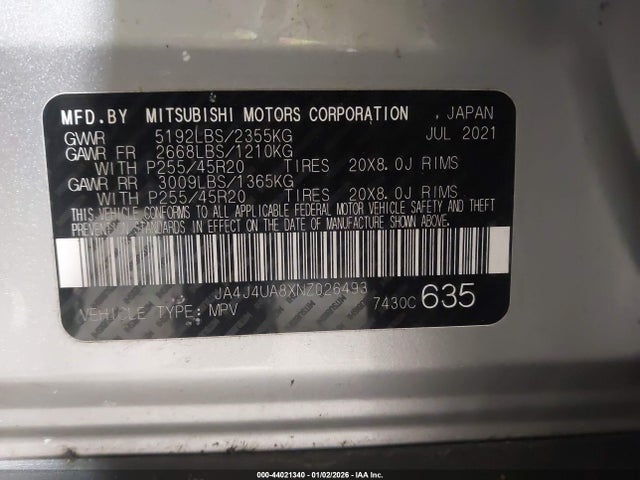 MFD.BY MITSUBISHI MOTORS CORPORATION , JAPAN
GVWR 5192LBS/2355KG JUL 2021
GAWR FR 2668LBS/1210KG
WITH P255/45R20 TIRES 20X8.0J RIMS
GAWR RR 3009LBS/1365KG
WITH P255/45R20 TIRES 20X8.0J RIMS
THIS VEHICLE CONFORMS TO ALL APPLICABLE FEDERAL MOTOR VEHICLE SAFETY AND THEFT
PREVENTION STANDARDS IN EFFECT ON THE DATE OF MANUFACTURE SHOWN ABOVE.
JA4J4UA8XNZ026493
VEHICLE TYPE: MPV 7430C 635
000-44021340 - 01/02/2026 - © IAA, Inc.